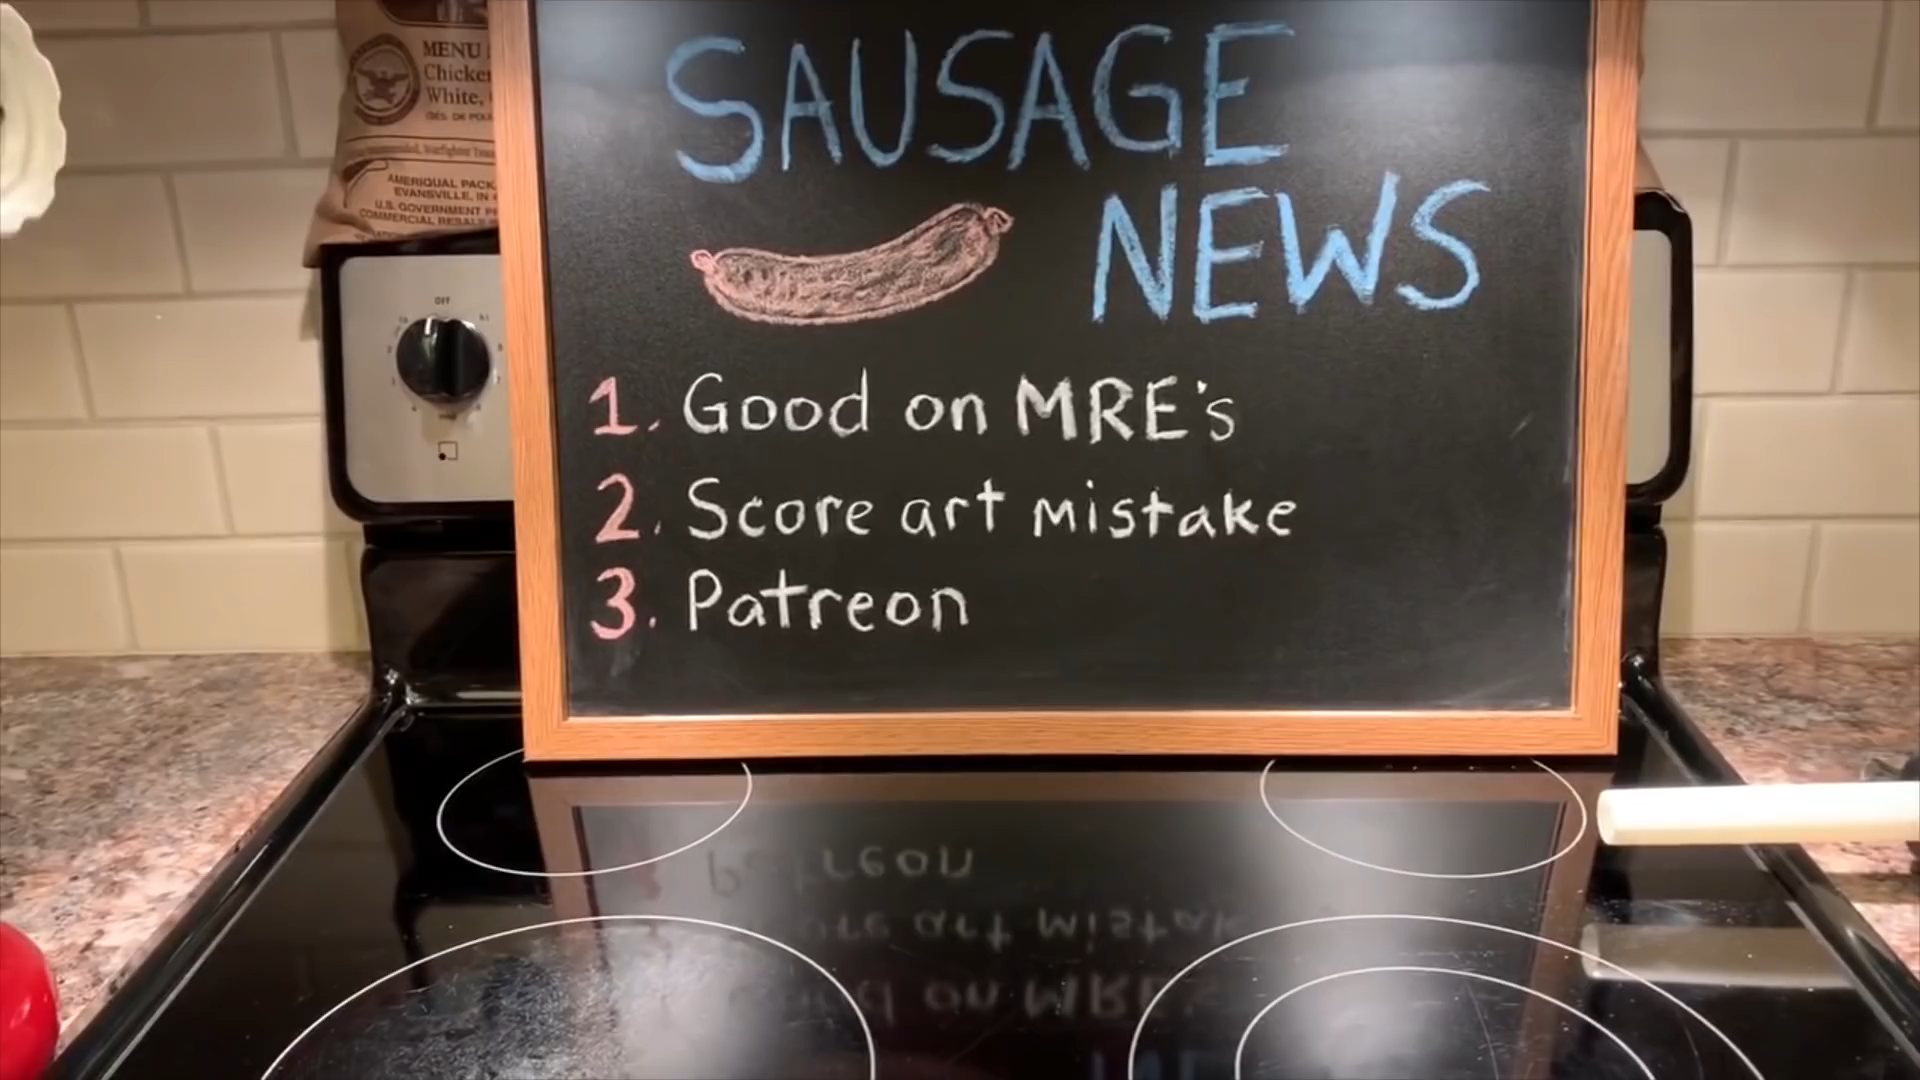 SAUSAGE
NEWS
1. Good on MRE's
2. Score art mistake
3. Patreon
MENU
Chicken
White,
AMERIQUAL PACK
EVANSVILLE, IN
U.S. GOVERNMENT
COMMERCIAL RESALE
OFF